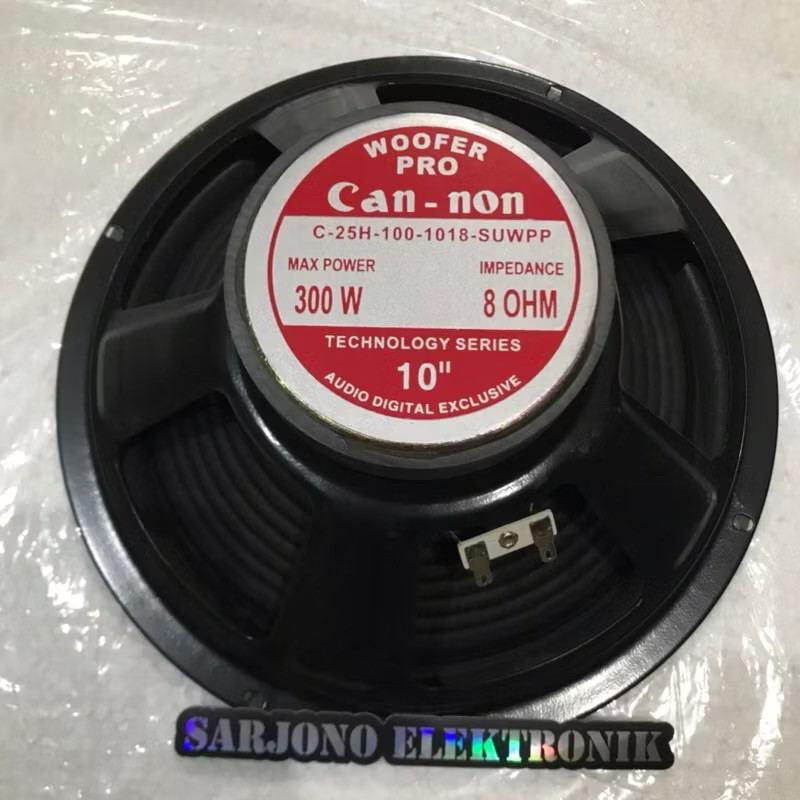 WOOFER
PRO
Can-non
C-25H-100-1018-SUWPP
MAX POWER
IMPEDANCE
300 W
8 OHM
TECHNOLOGY SERIES
10"
AUDIO DIGITAL EXCLUSIVE
SARJONO ELEKTRONIK